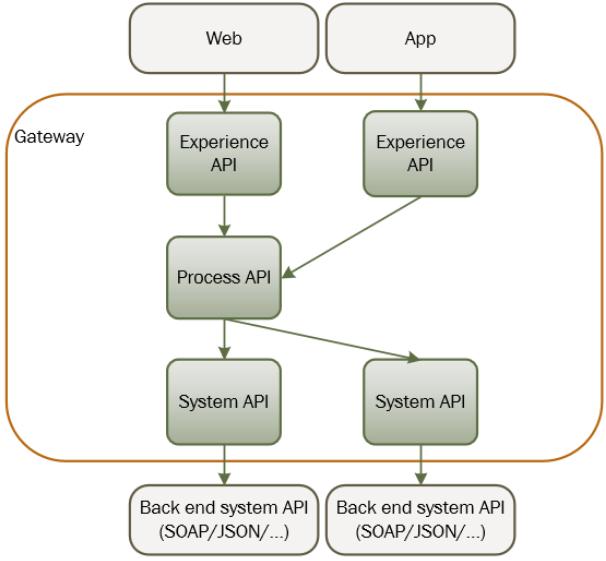 Web
App
Gateway
Experience
API
Experience
API
Process API
System API
System API
Back end system API
(SOAP/JSON/...)
Back end system API
(SOAP/JSON/...)